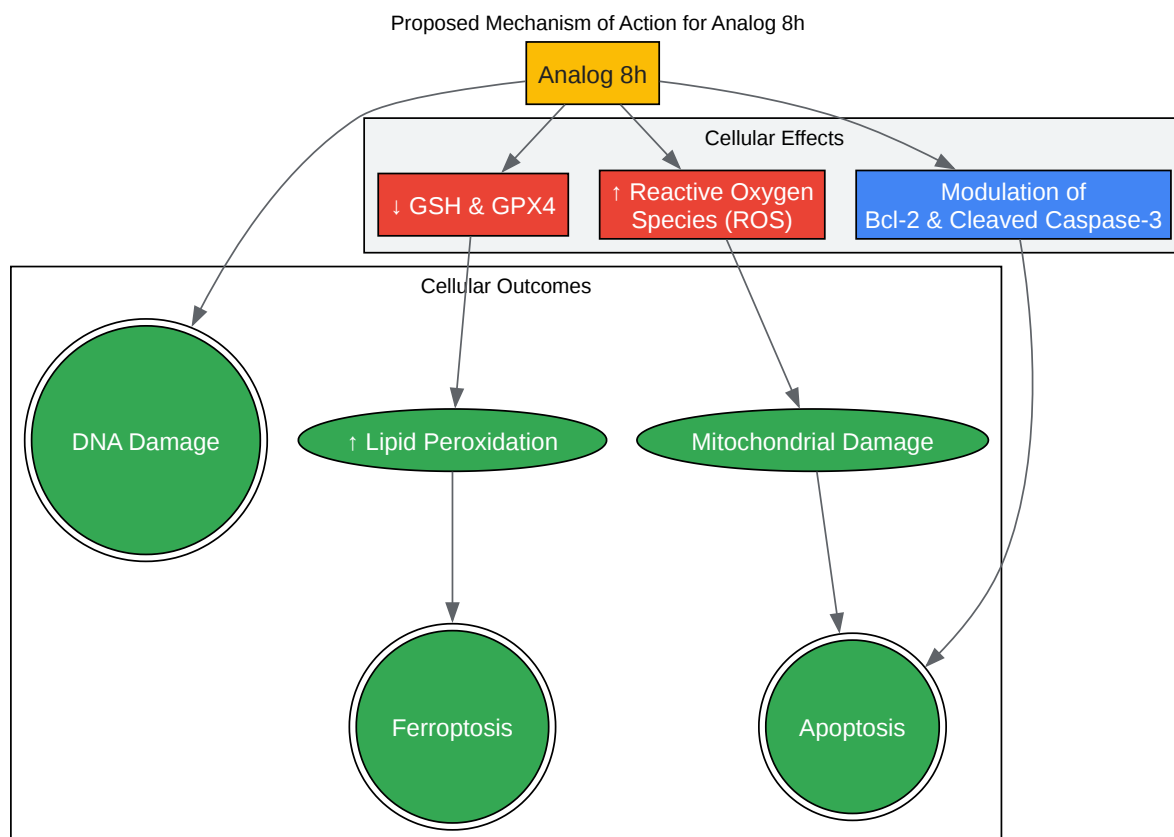 Proposed Mechanism of Action for Analog 8h
Analog 8h
Cellular Effects
↓ GSH & GPX4
↑ Reactive Oxygen
Species (ROS)
Modulation of
Bcl-2 & Cleaved Caspase-3
Cellular Outcomes
DNA Damage
↑ Lipid Peroxidation
Mitochondrial Damage
Ferroptosis
Apoptosis